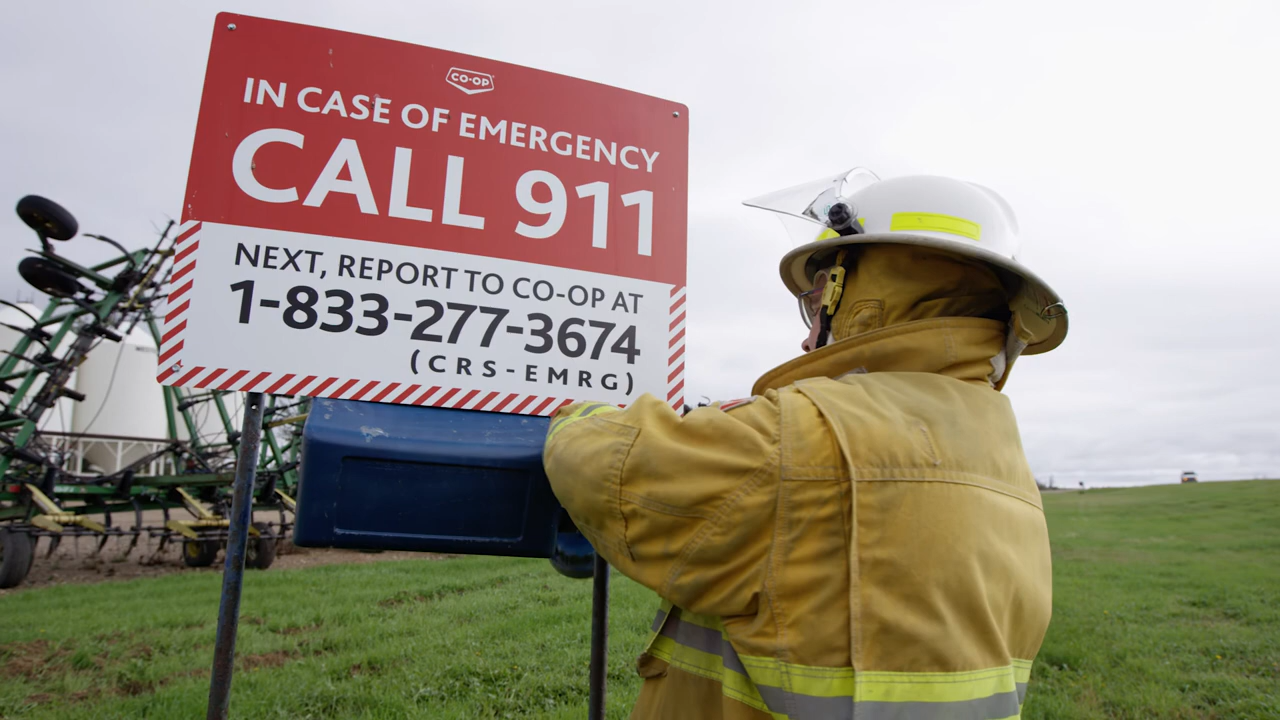 CO-OP
IN CASE OF EMERGENCY
CALL 911
NEXT, REPORT TO CO-OP AT
1-833-277-3674
(CRS-EMRG)